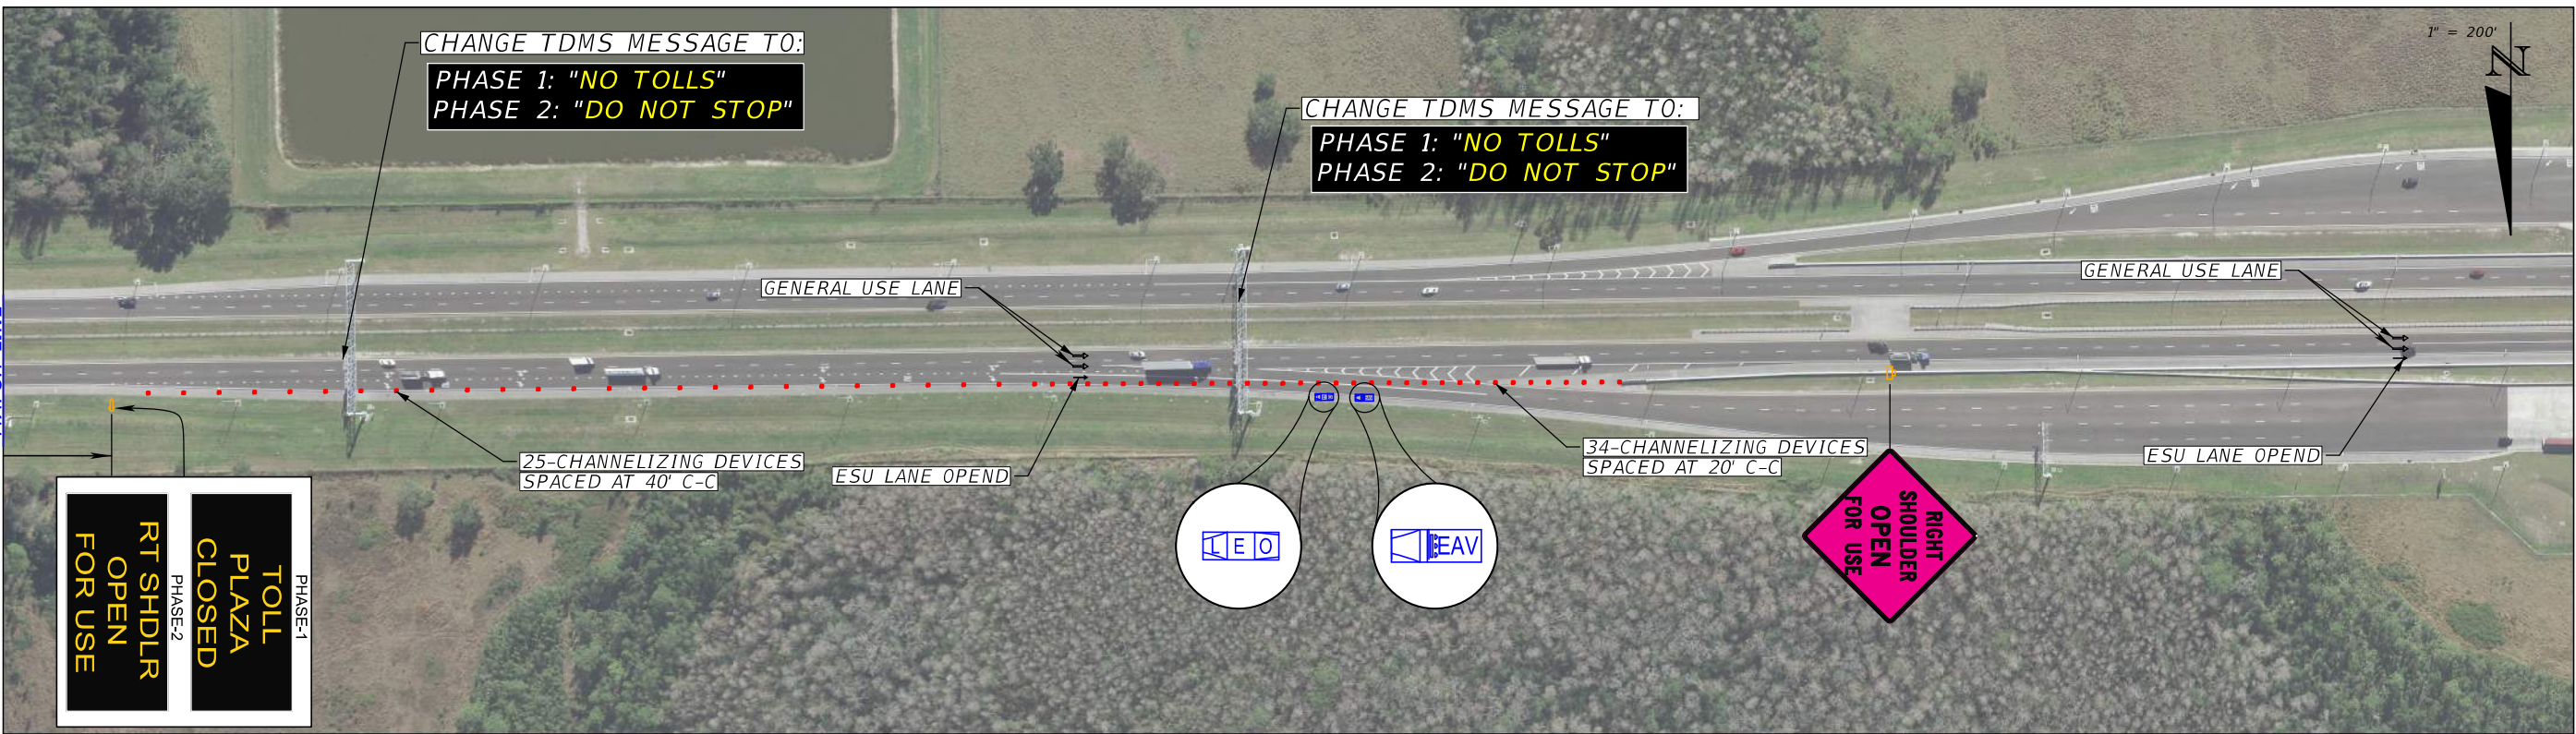 CHANGE TDMS MESSAGE TO:
PHASE 1: "NO TOLLS"
PHASE 2: "DO NOT STOP"
CHANGE TDMS MESSAGE TO:
PHASE 1: "NO TOLLS"
PHASE 2: "DO NOT STOP"
1" = 200'
N
GENERAL USE LANE
GENERAL USE LANE
25-CHANNELIZING DEVICES
SPACED AT 40' C-C
ESU LANE OPEND
34-CHANNELIZING DEVICES
SPACED AT 20' C-C
ESU LANE OPEND
LEO
EAV
RIGHT
SHOULDER
OPEN
FOR USE
PHASE-1
TOLL
PLAZA
CLOSED
PHASE-2
RT SHDLR
OPEN
FOR USE